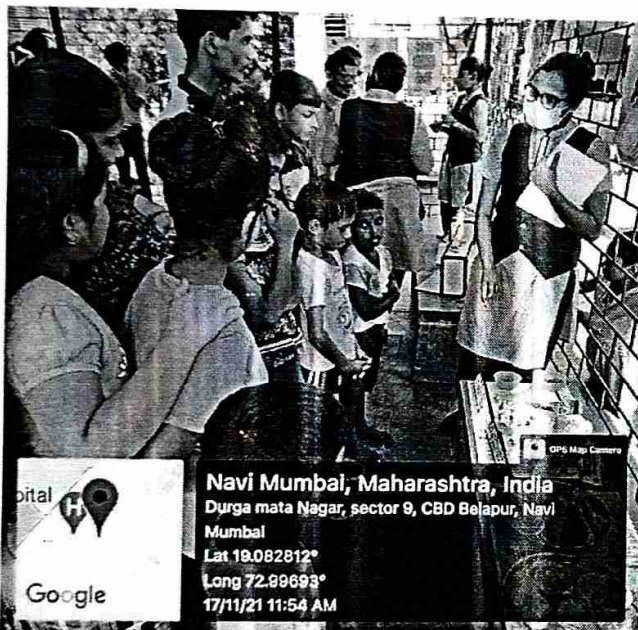 GPS Map Camera
pital
H
Google
Navi Mumbai, Maharashtra, India
Durga mata Nagar, sector 9, CBD Belapur, Navi
Mumbai
Lat 19.082812°
Long 72.99693°
17/11/21 11:54 AM